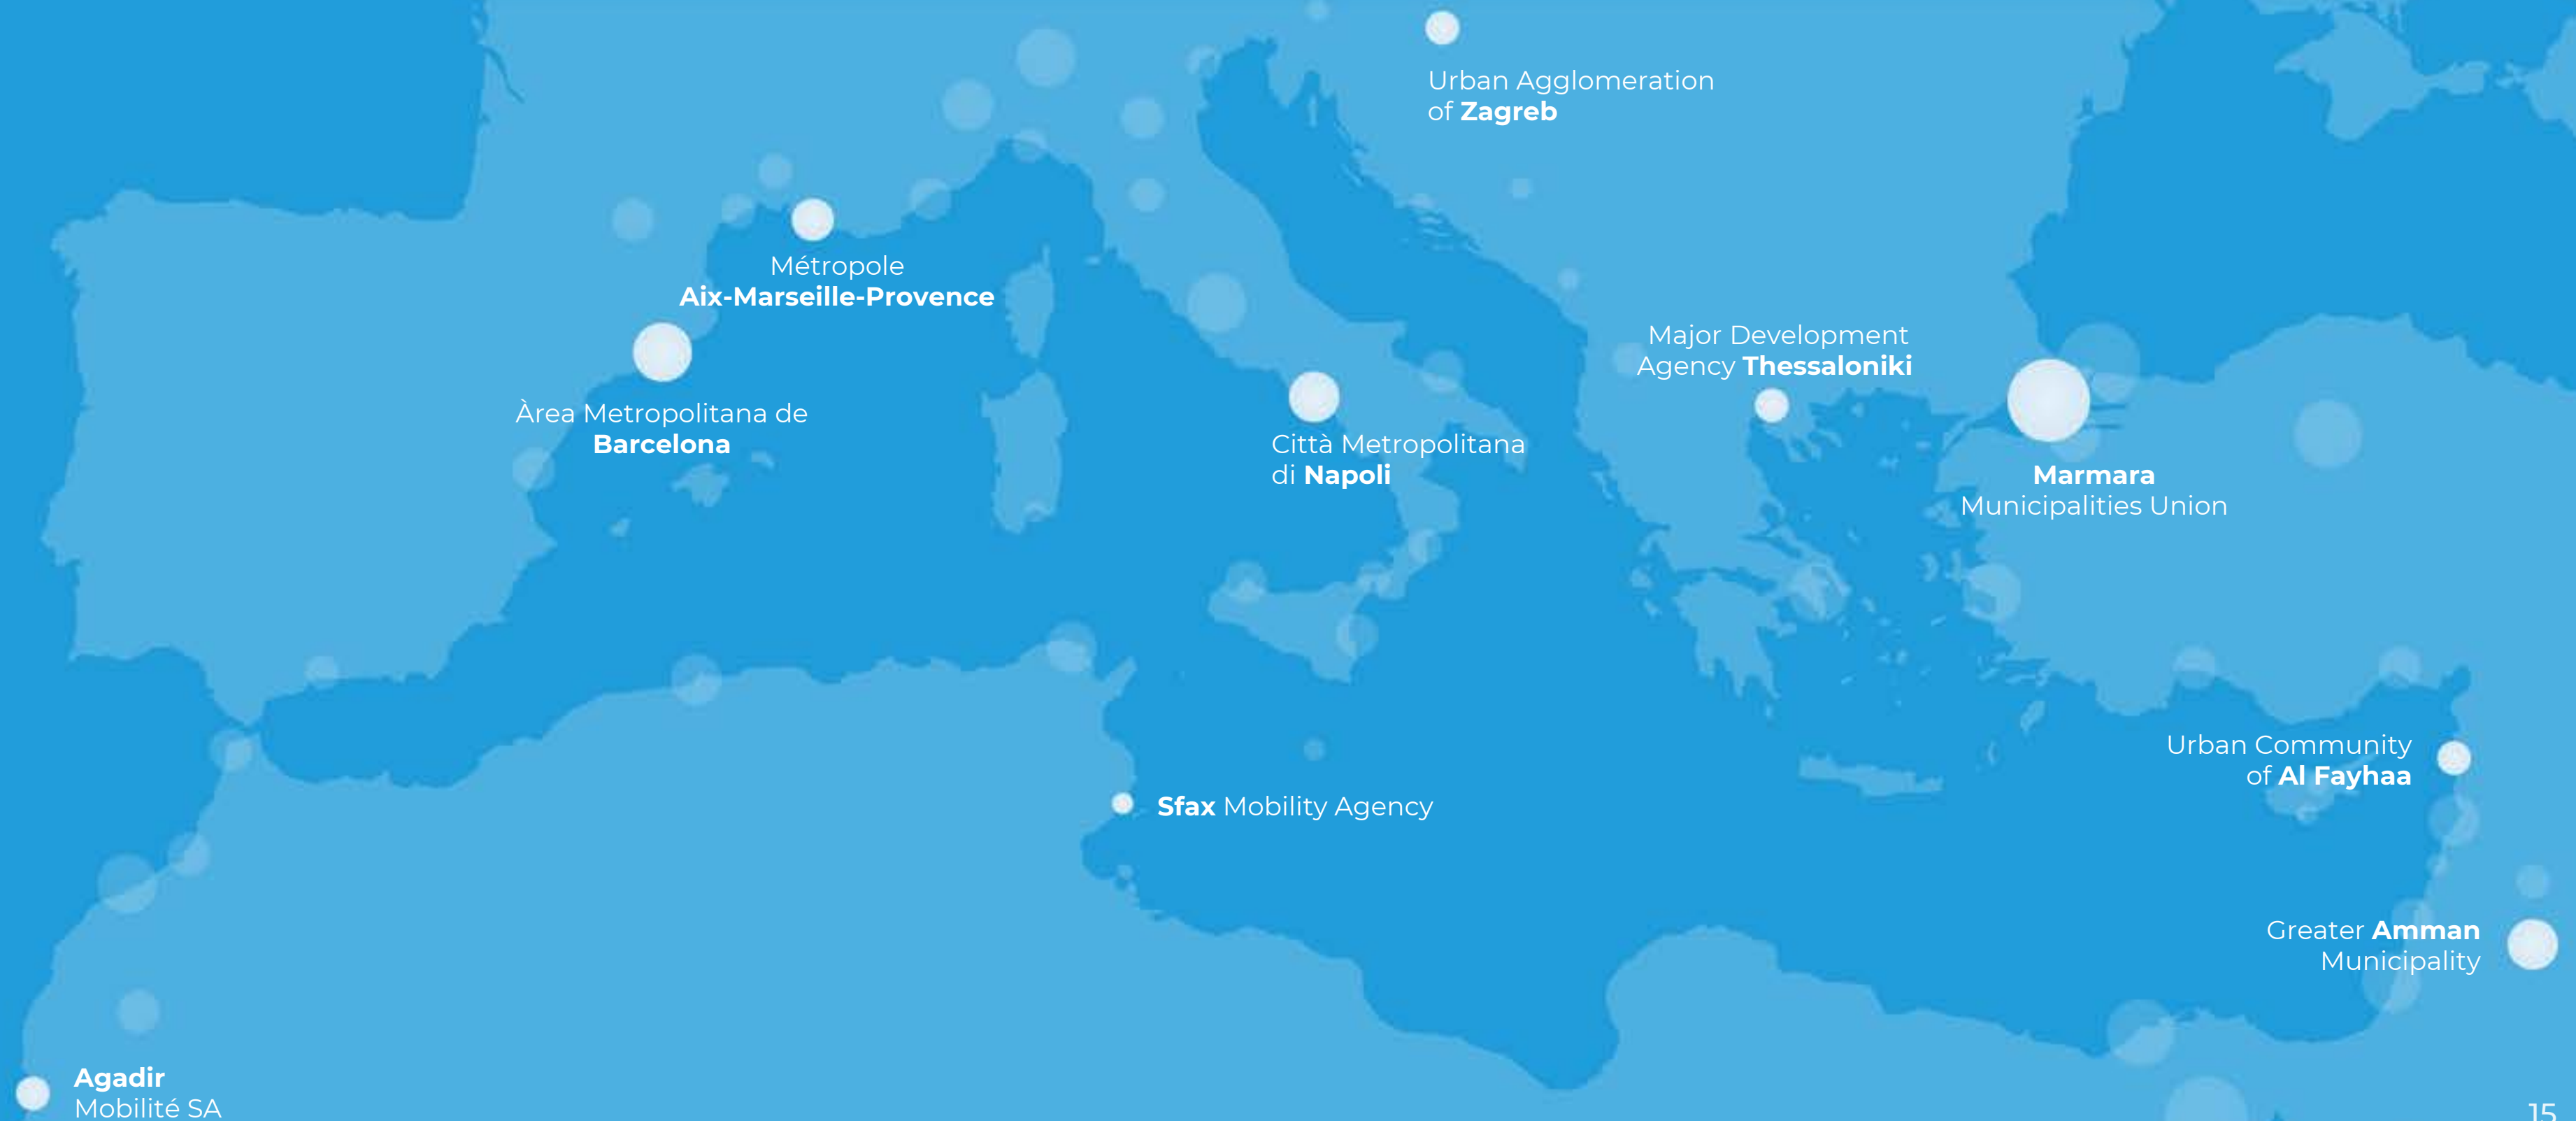 Urban Agglomeration
of Zagreb
Métropole
Aix-Marseille-Provence
Major Development
Agency Thessaloniki
Àrea Metropolitana de
Barcelona
Città Metropolitana
di Napoli
Marmara
Municipalities Union
Urban Community
of Al Fayhaa
Sfax Mobility Agency
Greater Amman
Municipality
Agadir
Mobilité SA
15